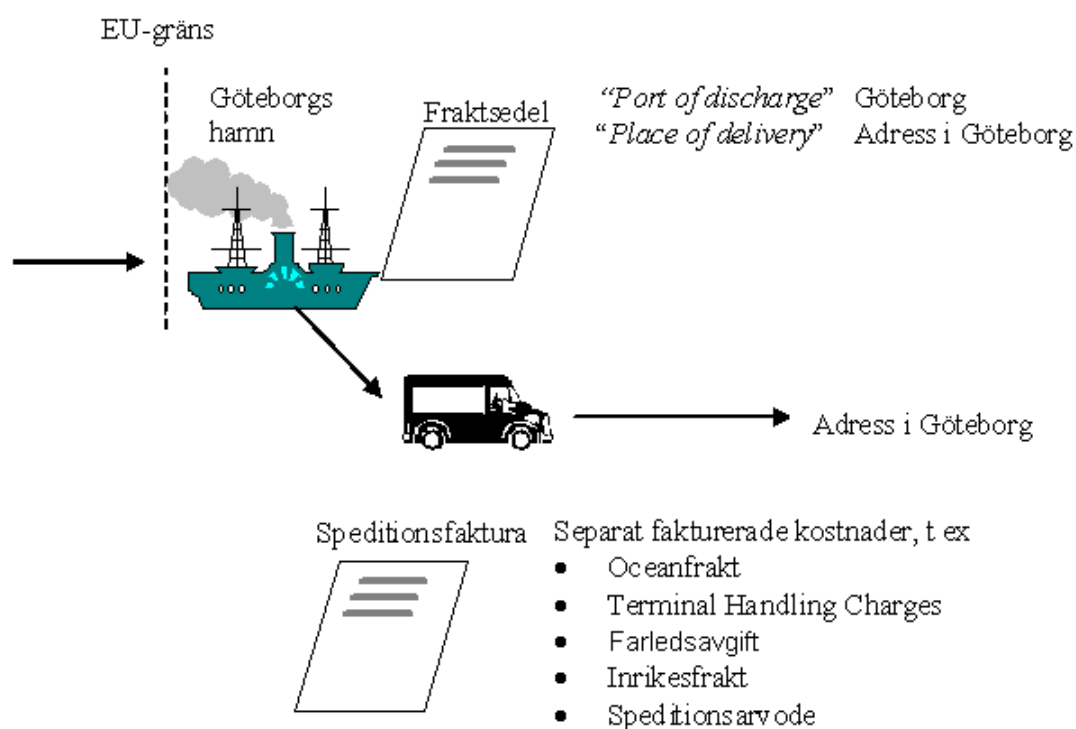 EU-gräns
Göteborgs
hamn
Fraktsedel
“Port of discharge” Göteborg
“Place of delivery” Adress i Göteborg
Adress i Göteborg
Speditionsfaktura
Separat fakturerade kostnader, t ex
• Oceanfrakt
• Terminal Handling Charges
• Farledsavgift
• Inrikesfrakt
• Speditionsarvode